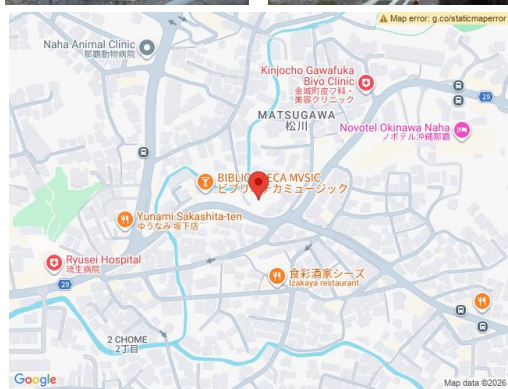 Map error: g.co/staticmaperror
Naha Animal Clinic
那覇動物病院
Kinjocho Gawafuka
Biyo Clinic
金城町皮フ科・
美容クリニック
29
MATSUGAWA
松川
Novotel Okinawa Naha
ノボテル沖縄那覇
BIBLIOTECA MVSIC
ビブリオテカミュージック
Yunami Sakashita-ten
ゆうなみ 坂下店
Ryusei Hospital
琉生病院
食彩酒家シーズ
Izakaya restaurant
29
29
2 CHOME
2丁目
Google
Map data ©2026